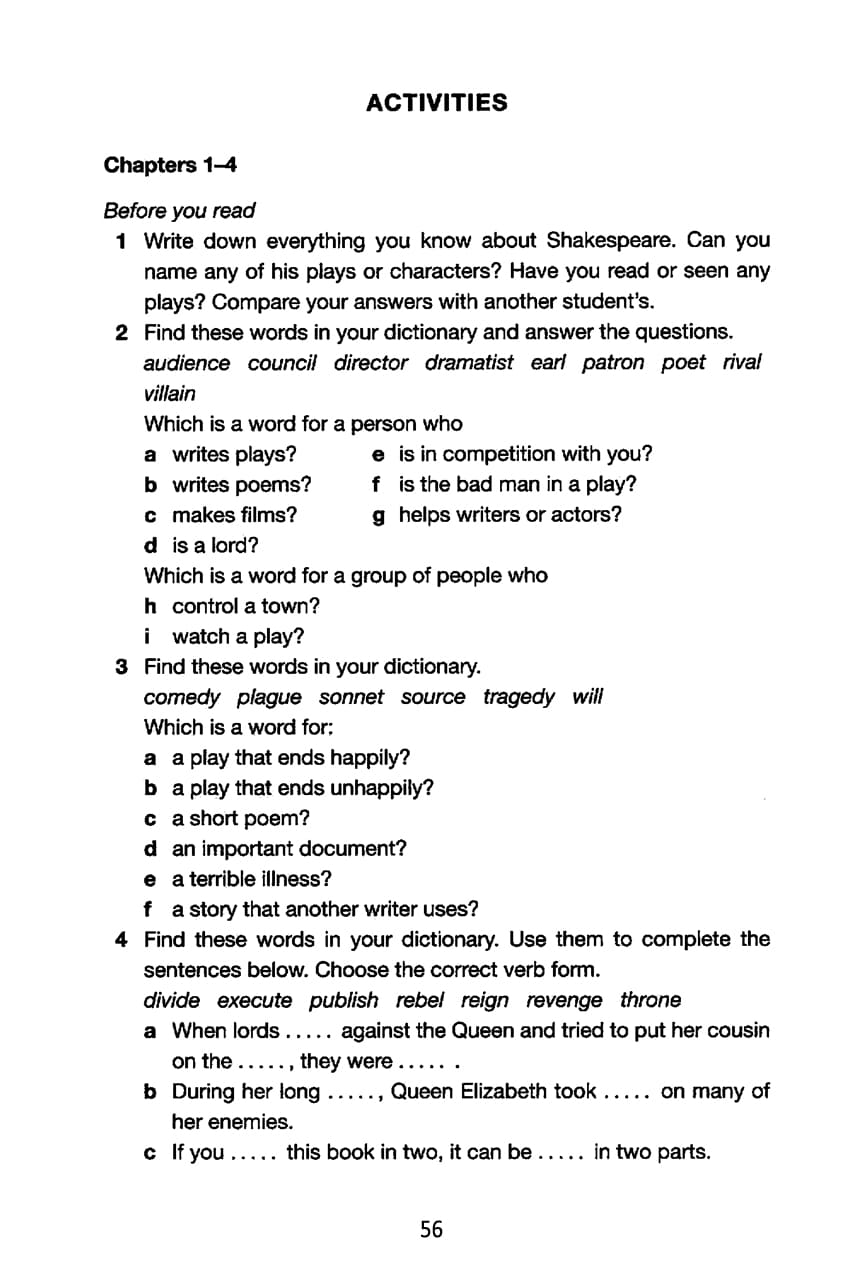 ACTIVITIES
Chapters 1–4
Before you read
1 Write down everything you know about Shakespeare. Can you
name any of his plays or characters? Have you read or seen any
plays? Compare your answers with another student's.
2 Find these words in your dictionary and answer the questions.
audience council director dramatist earl patron poet rival
villain
Which is a word for a person who
a writes plays? e is in competition with you?
b writes poems? f is the bad man in a play?
c makes films? g helps writers or actors?
d is a lord?
Which is a word for a group of people who
h control a town?
i watch a play?
3 Find these words in your dictionary.
comedy plague sonnet source tragedy will
Which is a word for:
a a play that ends happily?
b a play that ends unhappily?
c a short poem?
d an important document?
e a terrible illness?
f a story that another writer uses?
4 Find these words in your dictionary. Use them to complete the
sentences below. Choose the correct verb form.
divide execute publish rebel reign revenge throne
a When lords ..... against the Queen and tried to put her cousin
on the ....., they were ......
b During her long ....., Queen Elizabeth took ..... on many of
her enemies.
c If you ..... this book in two, it can be ..... in two parts.
56